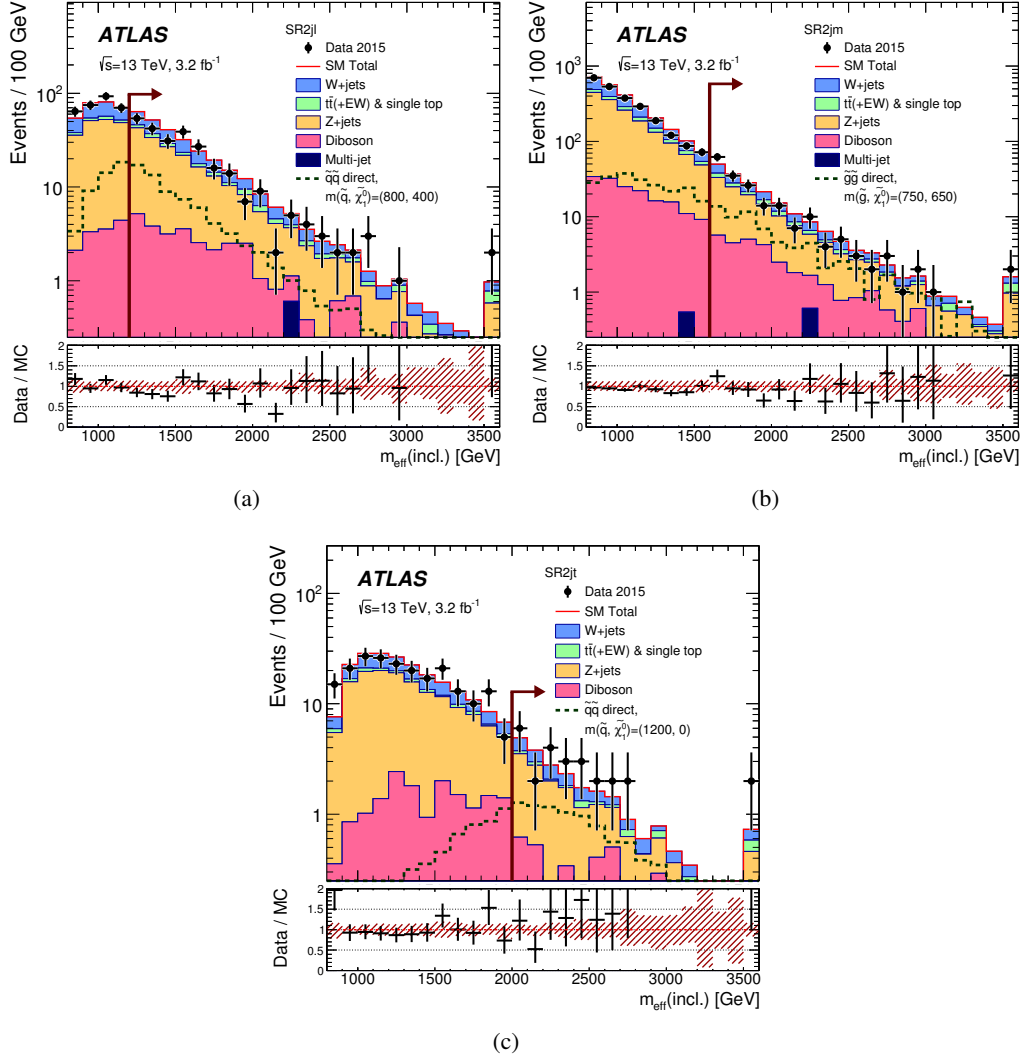 Events / 100 GeV
10²
10
1
ATLAS
√s=13 TeV, 3.2 fb⁻¹
SR2jl
Data 2015
SM Total
W+jets
tt̄(+EW) & single top
Z+jets
Diboson
Multi-jet
q̃q̃ direct,
m(q̃, χ̃₁⁰)=(800, 400)
Data / MC
2
1.5
1
0.5
0
1000 1500 2000 2500 3000 3500
m_eff(incl.) [GeV]
(a)
Events / 100 GeV
10³
10²
10
1
ATLAS
√s=13 TeV, 3.2 fb⁻¹
SR2jm
Data 2015
SM Total
W+jets
tt̄(+EW) & single top
Z+jets
Diboson
Multi-jet
g̃g̃ direct,
m(g̃, χ̃₁⁰)=(750, 650)
Data / MC
2
1.5
1
0.5
0
1000 1500 2000 2500 3000 3500
m_eff(incl.) [GeV]
(b)
Events / 100 GeV
10²
10
1
ATLAS
√s=13 TeV, 3.2 fb⁻¹
SR2jt
Data 2015
SM Total
W+jets
tt̄(+EW) & single top
Z+jets
Diboson
q̃q̃ direct,
m(q̃, χ̃₁⁰)=(1200, 0)
Data / MC
2
1.5
1
0.5
0
1000 1500 2000 2500 3000 3500
m_eff(incl.) [GeV]
(c)